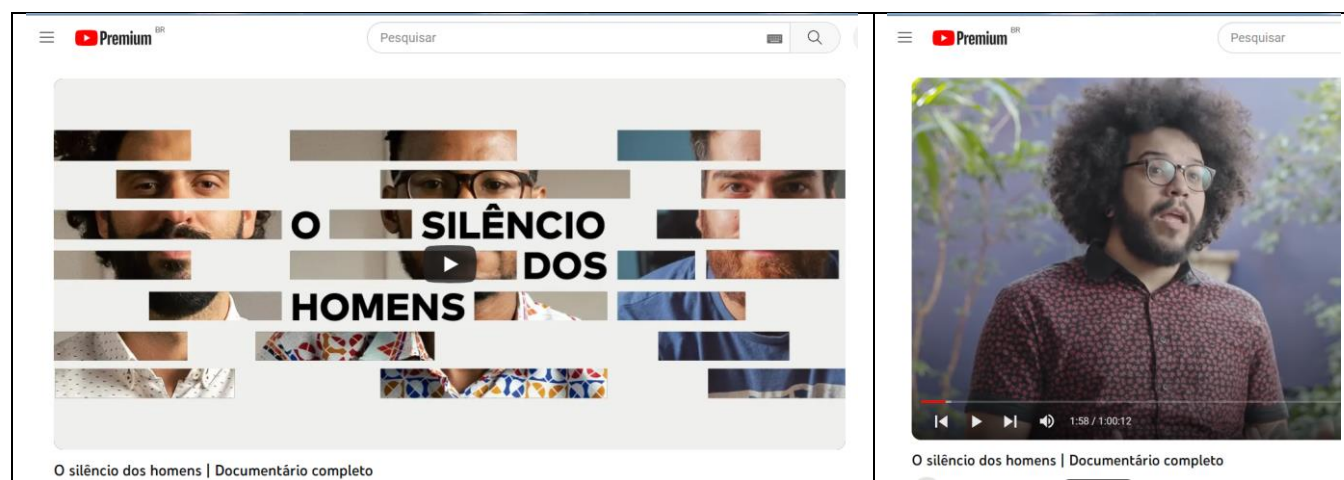 Premium BR
Pesquisar
O SILÊNCIO
DOS
HOMENS
O silêncio dos homens | Documentário completo
Premium BR
Pesquisar
1:58 / 1:00:12
O silêncio dos homens | Documentário completo